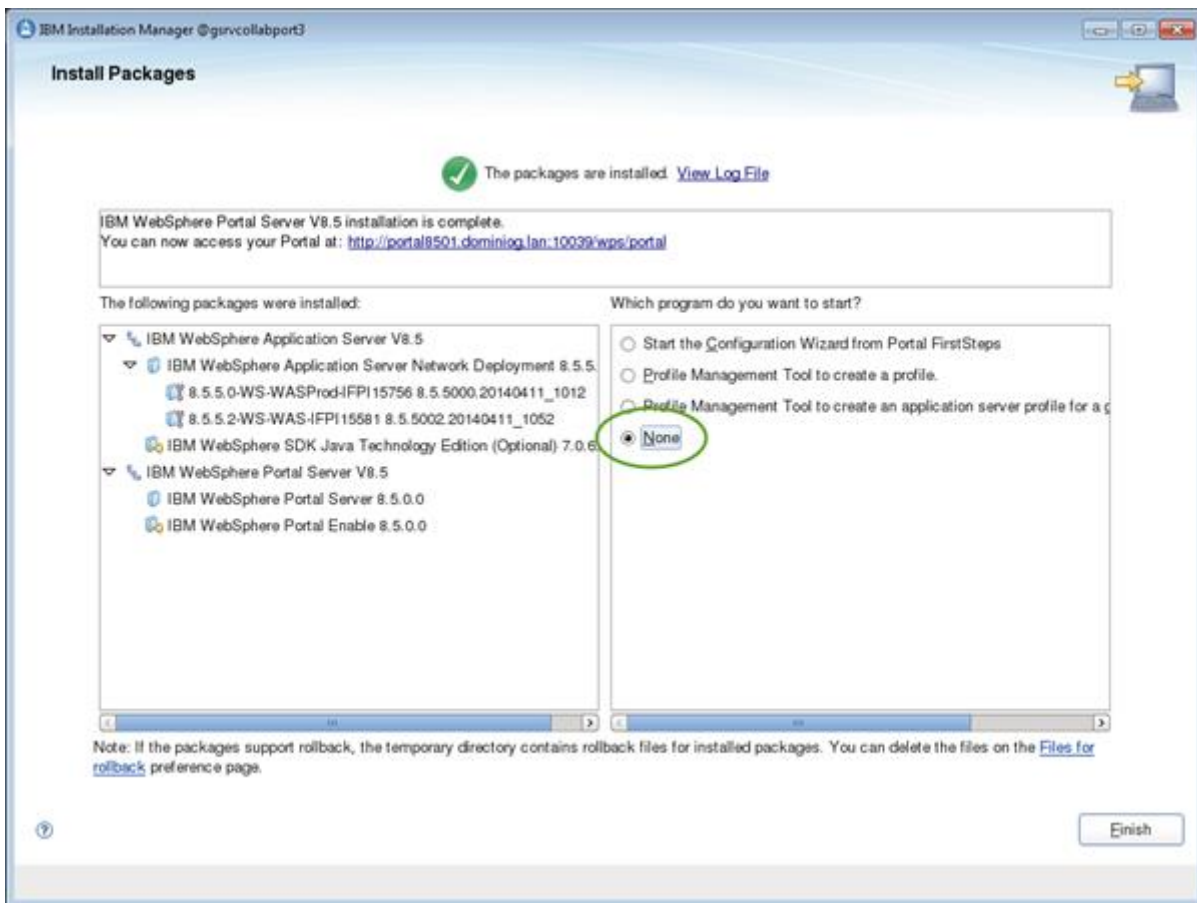 IBM Installation Manager @gsrvcollabport3
Install Packages
The packages are installed. View Log File
IBM WebSphere Portal Server V8.5 installation is complete.
You can now access your Portal at: http://portal8501.dominiog.lan:10039/wps/portal
The following packages were installed:
IBM WebSphere Application Server V8.5
IBM WebSphere Application Server Network Deployment 8.5.5.
8.5.5.0-WS-WASProd-IFPI15756 8.5.5000.20140411_1012
8.5.5.2-WS-WAS-IFPI15581 8.5.5002.20140411_1052
IBM WebSphere SDK Java Technology Edition (Optional) 7.0.6.
IBM WebSphere Portal Server V8.5
IBM WebSphere Portal Server 8.5.0.0
IBM WebSphere Portal Enable 8.5.0.0
Which program do you want to start?
Start the Configuration Wizard from Portal FirstSteps
Profile Management Tool to create a profile.
Profile Management Tool to create an application server profile for a
None
Note: If the packages support rollback, the temporary directory contains rollback files for installed packages. You can delete the files on the Files for
rollback preference page.
Finish